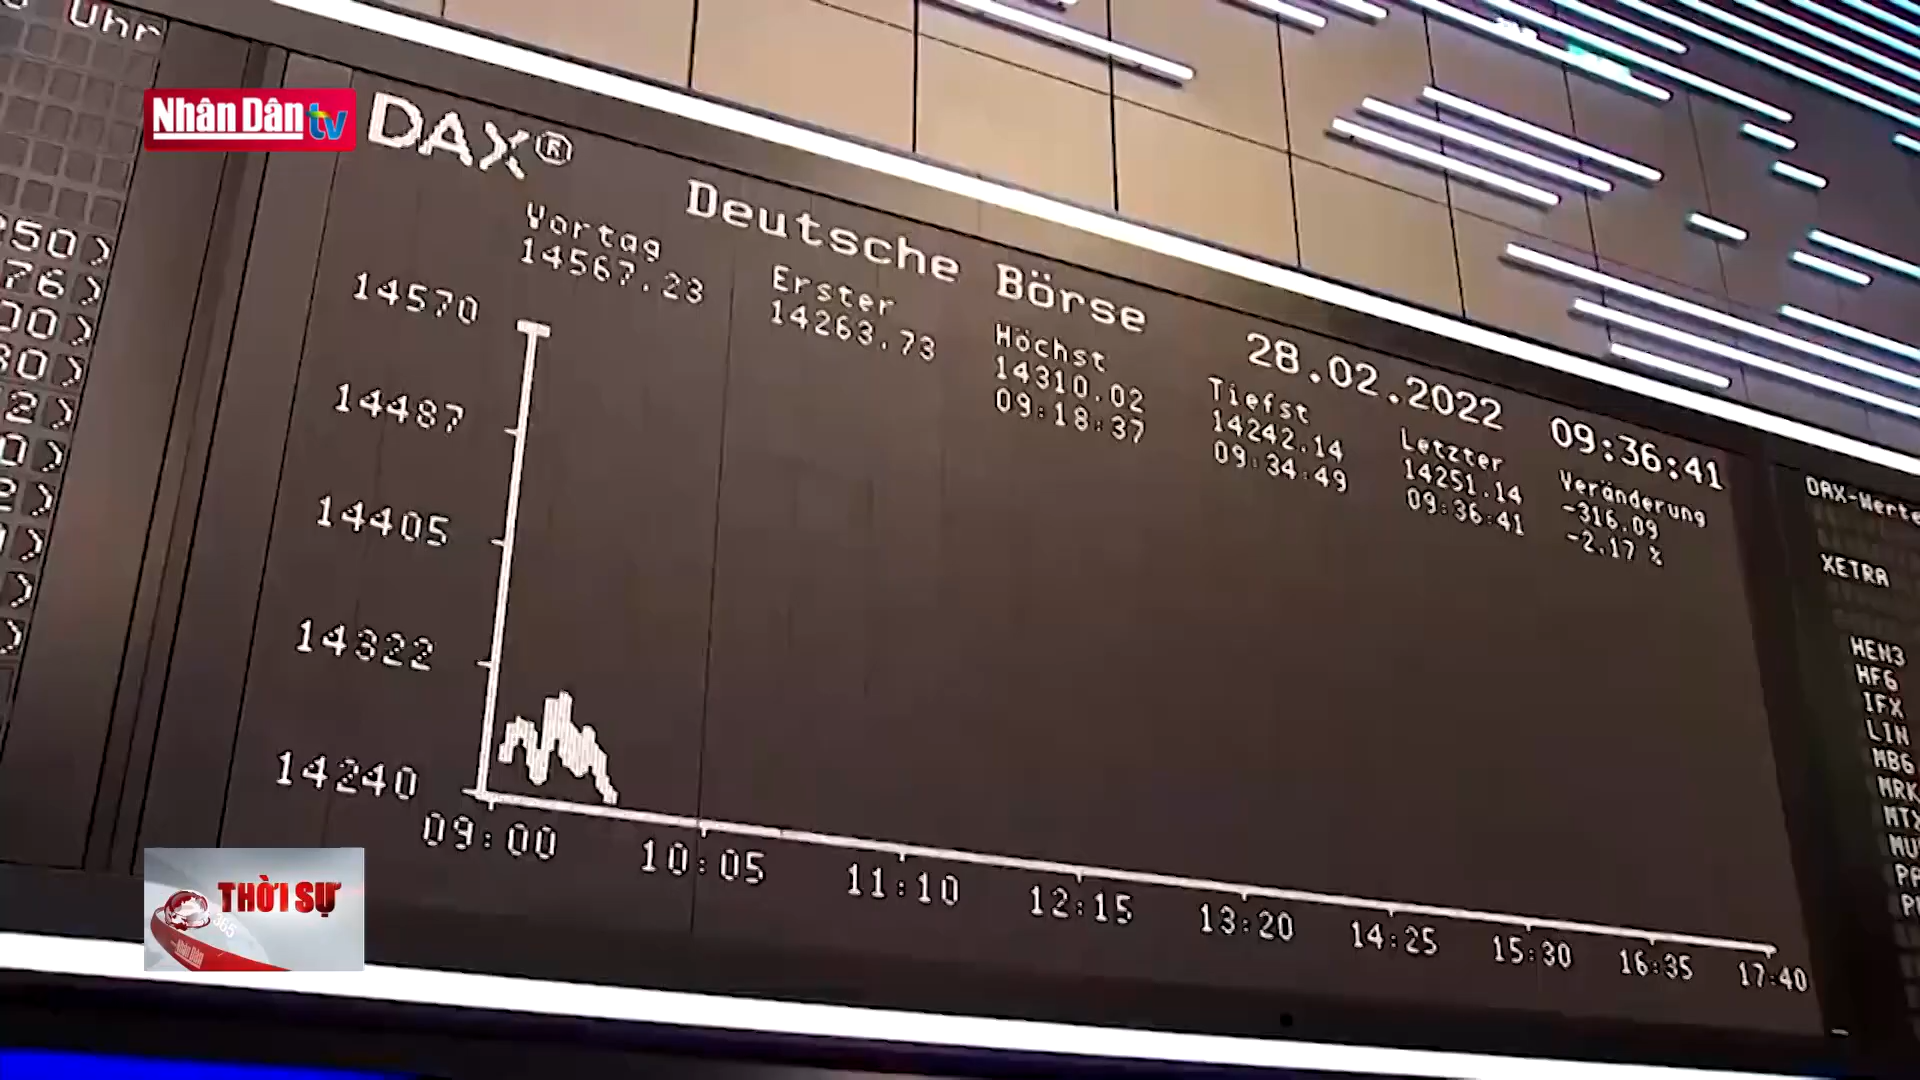 Uhr
Nhân Dân tv
DAX®
Deutsche Börse 28.02.2022 09:36:41
Vortag
14567.23
Erster
14263.73
Höchst
14310.02
09:18:37
Tiefst
14242.14
09:34:49
Letzter
14251.14
09:36:41
Veränderung
-316.09
-2.17 %
14570
14487
14405
14322
14240
09:00 10:05 11:10 12:15 13:20 14:25 15:30 16:35 17:40
DAX-Werte
XETRA
HEN3
HFG
IFX
LIN
MBG
MRK
MTX
THỜI SỰ
365
Nhân Dân